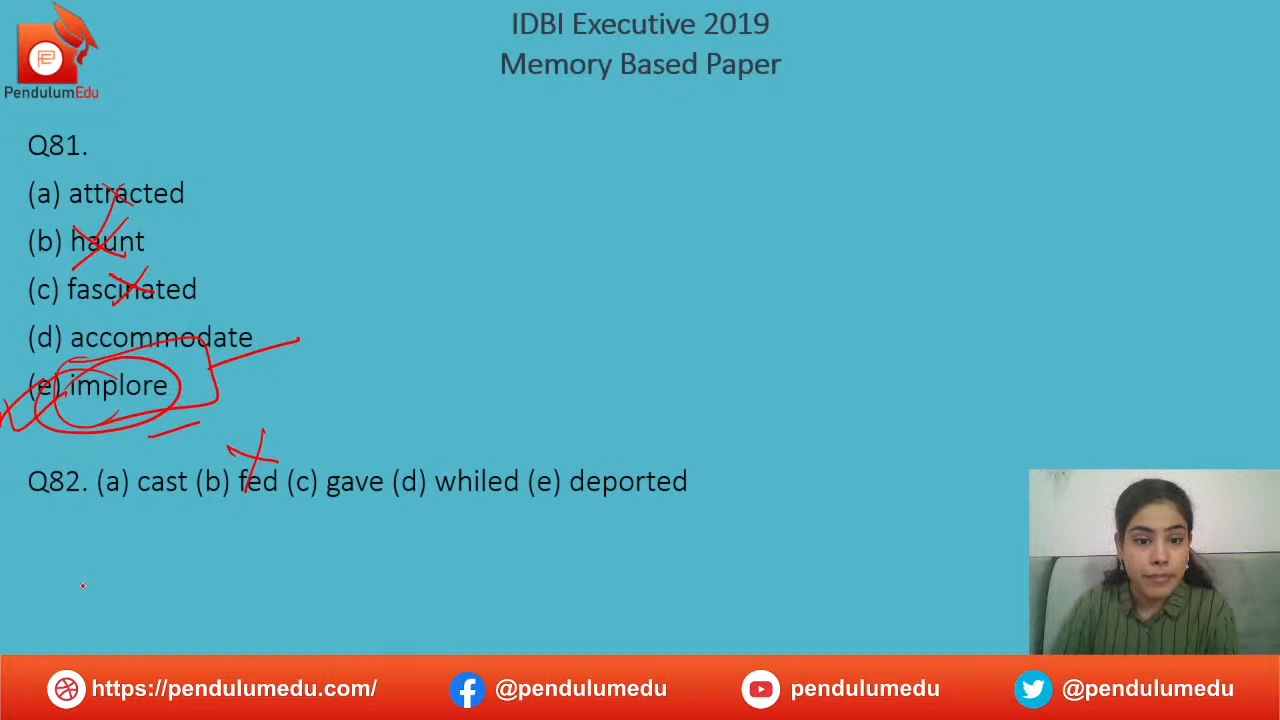 IDBI Executive 2019
Memory Based Paper
PendulumEdu
Q81.
(a) attracted
(b) haunt
(c) fascinated
(d) accommodate
(e) implore
Q82. (a) cast (b) fed (c) gave (d) whiled (e) deported
https://pendulumedu.com/ @pendulumedu pendulumedu @pendulumedu